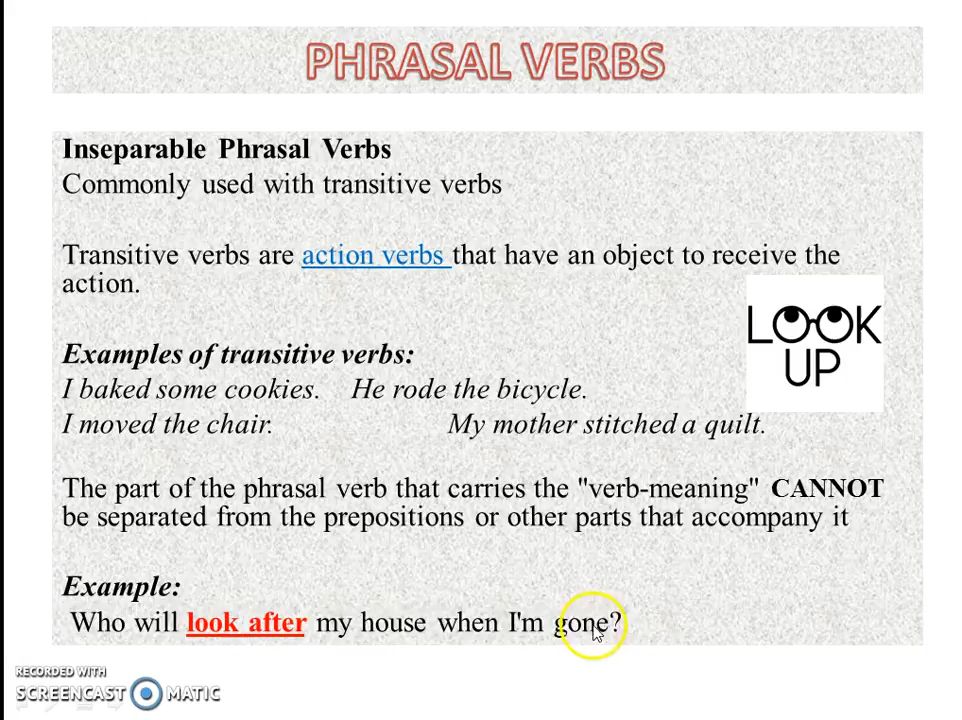 PHRASAL VERBS
Inseparable Phrasal Verbs
Commonly used with transitive verbs
Transitive verbs are action verbs that have an object to receive the
action.
LOOK
UP
Examples of transitive verbs:
I baked some cookies. He rode the bicycle.
I moved the chair. My mother stitched a quilt.
The part of the phrasal verb that carries the "verb-meaning" CANNOT
be separated from the prepositions or other parts that accompany it
Example:
Who will look after my house when I'm gone?
RECORDED WITH
SCREENCAST MATIC